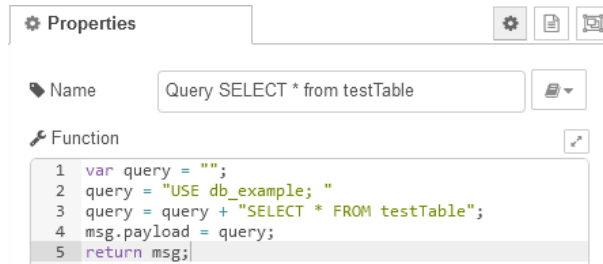 Properties
Name
Query SELECT * from testTable
Function
1 var query = "";
2 query = "USE db_example; "
3 query = query + "SELECT * FROM testTable";
4 msg.payload = query;
5 return msg;